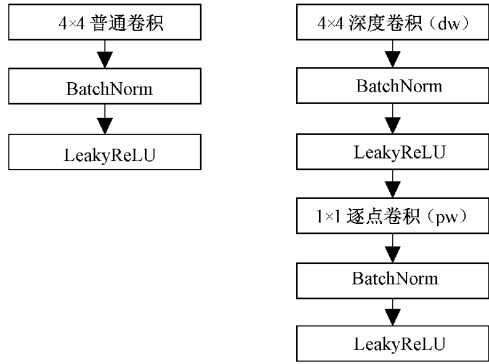 4×4 普通卷积
BatchNorm
LeakyReLU
4×4 深度卷积（dw）
BatchNorm
LeakyReLU
1×1 逐点卷积（pw）
BatchNorm
LeakyReLU